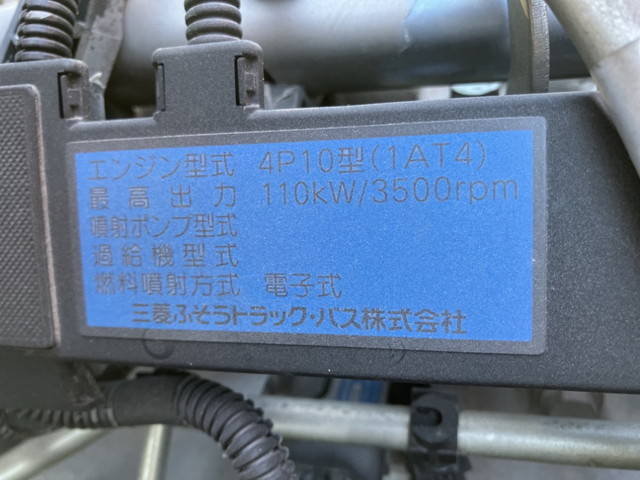 エンジン型式 4P10型(1AT4)
最高出力 110kW/3500rpm
噴射ポンプ型式
過給機型式
燃料噴射方式 電子式
三菱ふそうトラック・バス株式会社